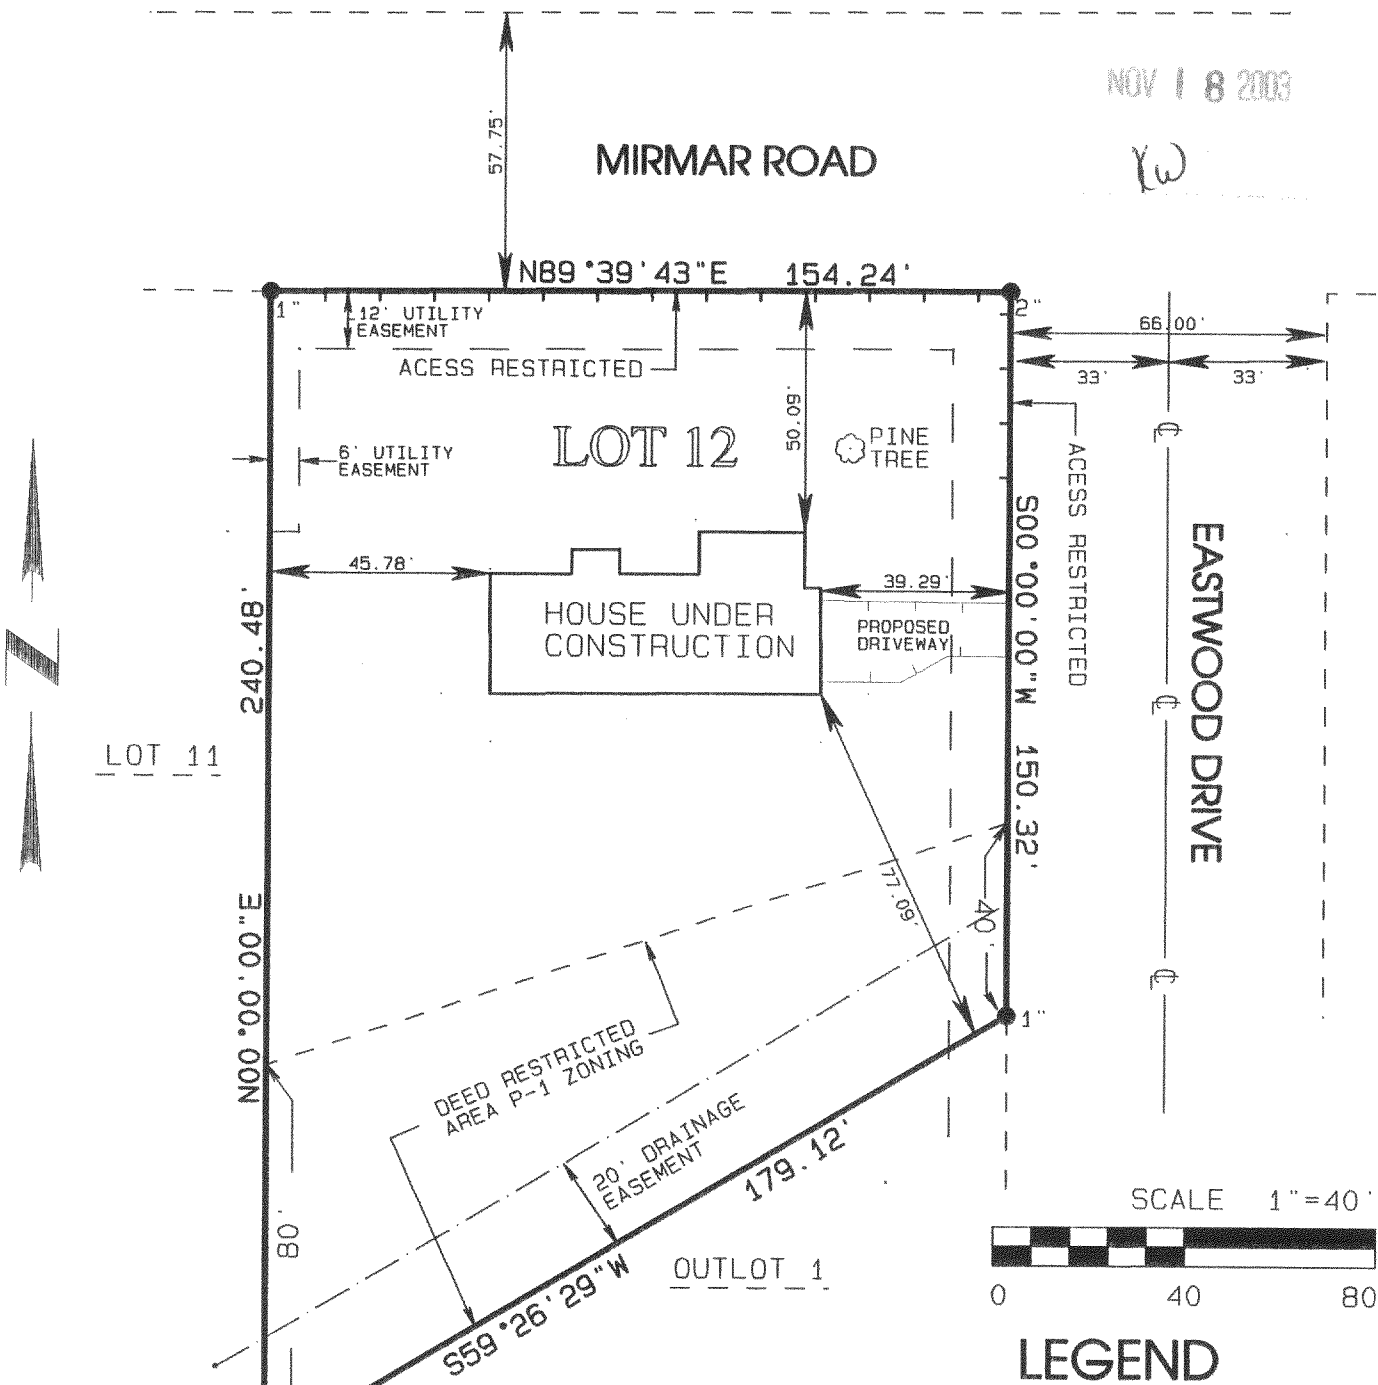 NOV 18 2003
57.75'
MIRMAR ROAD
N89°39'43"E 154.24'
1"
12' UTILITY
EASEMENT
2"
66.00'
ACESS RESTRICTED
33'
33'
50.09'
LOT 12
PINE
TREE
6' UTILITY
EASEMENT
ACESS RESTRICTED
45.78'
39.29'
HOUSE UNDER
CONSTRUCTION
PROPOSED
DRIVEWAY
S00°00'00"W 150.32'
EASTWOOD DRIVE
N00°00'00"E 240.48'
N
LOT 11
77.09'
40'
1"
DEED RESTRICTED
AREA P-1 ZONING
20' DRAINAGE
EASEMENT
80'
S59°26'29"W 179.12'
OUTLOT 1
SCALE 1"=40'
0 40 80
LEGEND